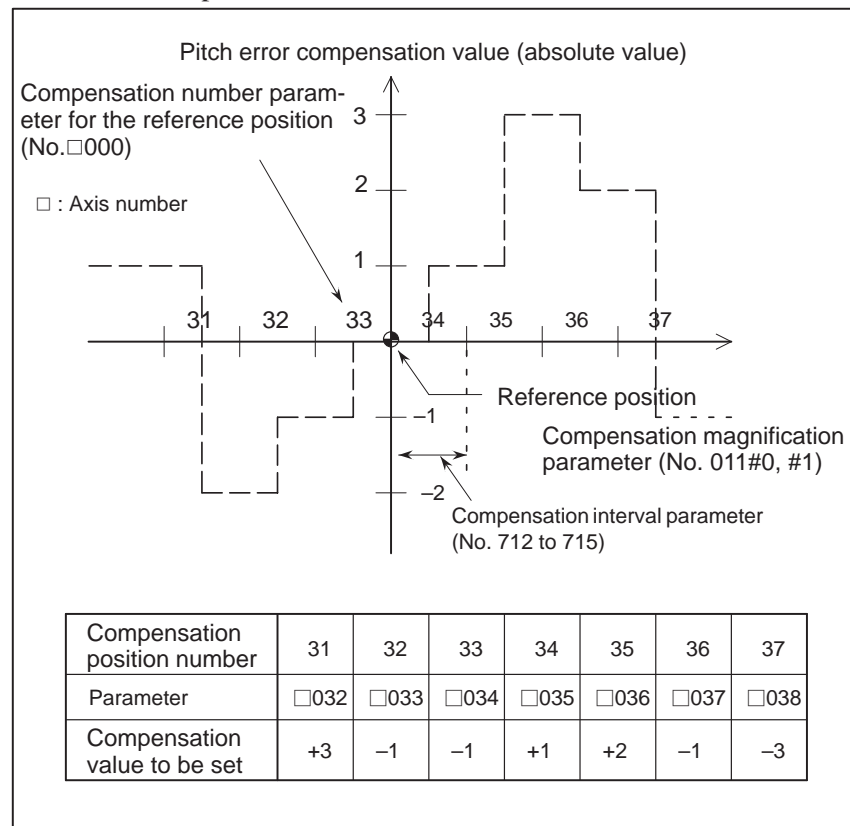 Pitch error compensation value (absolute value)
Compensation number param-
eter for the reference position
(No.□000)
□ : Axis number
3
2
1
31 32 33 34 35 36 37
Reference position
–1
Compensation magnification
parameter (No. 011#0, #1)
–2
Compensation interval parameter
(No. 712 to 715)
Compensation
position number 31 32 33 34 35 36 37
Parameter □032 □033 □034 □035 □036 □037 □038
Compensation
value to be set +3 –1 –1 +1 +2 –1 –3